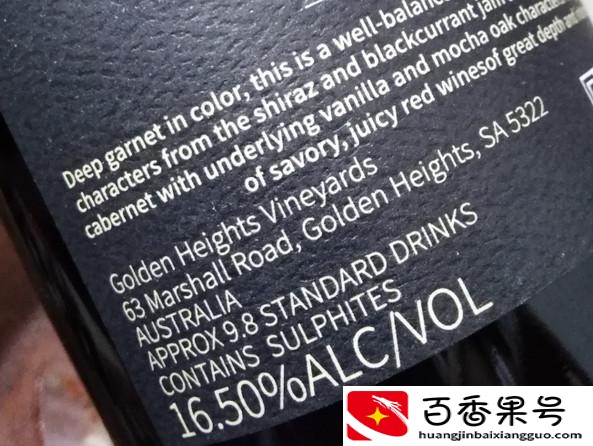 Deep garnet in color, this is a well-balanc
characters from the shiraz and blackcurrant jam
cabernet with underlying vanilla and mocha oak characte
of savory, juicy red winesof great depth and
Golden Heights Vineyards
63 Marshall Road, Golden Heights, SA 5322
AUSTRALIA
APPROX 9.8 STANDARD DRINKS
CONTAINS SULPHITES
16.50%ALC/VOL
百香果号
huangjinbaixiangguo.com